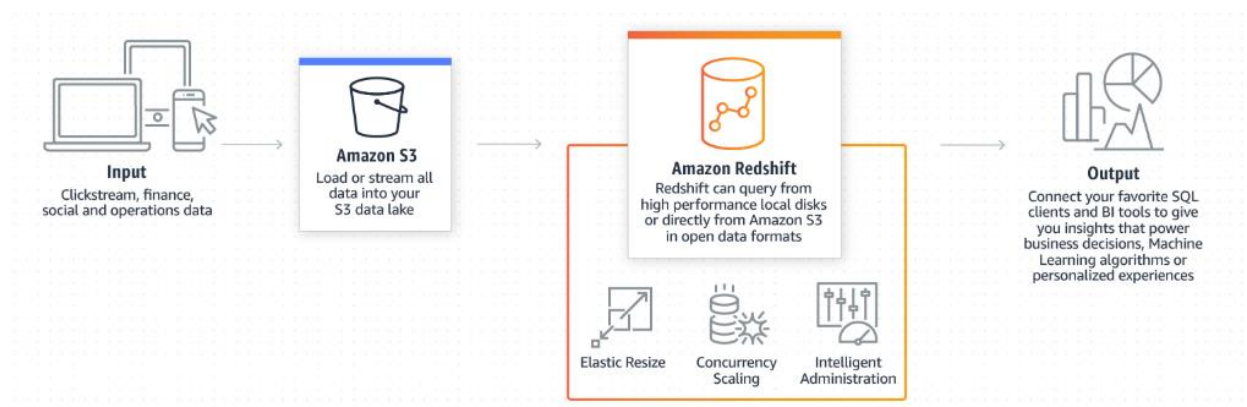 Input
Clickstream, finance,
social and operations data
Amazon S3
Load or stream all
data into your
S3 data lake
Amazon Redshift
Redshift can query from
high performance local disks
or directly from Amazon S3
in open data formats
Elastic Resize
Concurrency
Scaling
Intelligent
Administration
Output
Connect your favorite SQL
clients and BI tools to give
you insights that power
business decisions, Machine
Learning algorithms or
personalized experiences